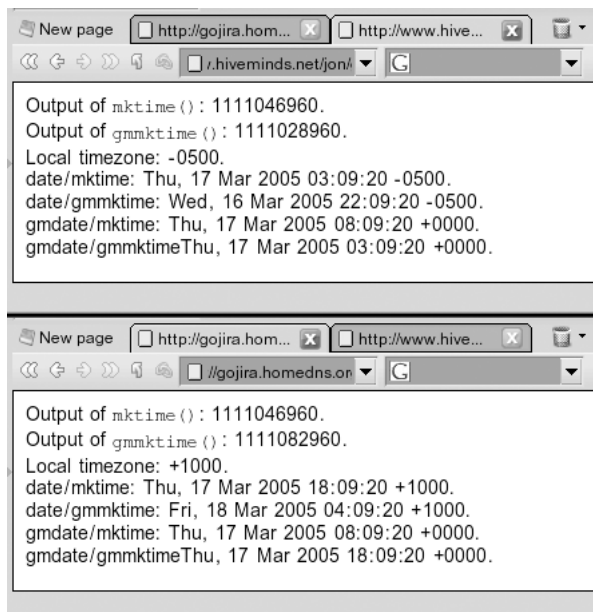 New page http://gojira.hom... http://www.hive...
r.hiveminds.net/jon/ G
Output of mktime(): 1111046960.
Output of gmmktime(): 1111028960.
Local timezone: -0500.
date/mktime: Thu, 17 Mar 2005 03:09:20 -0500.
date/gmmktime: Wed, 16 Mar 2005 22:09:20 -0500.
gmdate/mktime: Thu, 17 Mar 2005 08:09:20 +0000.
gmdate/gmmktimeThu, 17 Mar 2005 03:09:20 +0000.
New page http://gojira.hom... http://www.hive...
//gojira.homedns.or G
Output of mktime(): 1111046960.
Output of gmmktime(): 1111082960.
Local timezone: +1000.
date/mktime: Thu, 17 Mar 2005 18:09:20 +1000.
date/gmmktime: Fri, 18 Mar 2005 04:09:20 +1000.
gmdate/mktime: Thu, 17 Mar 2005 08:09:20 +0000.
gmdate/gmmktimeThu, 17 Mar 2005 18:09:20 +0000.